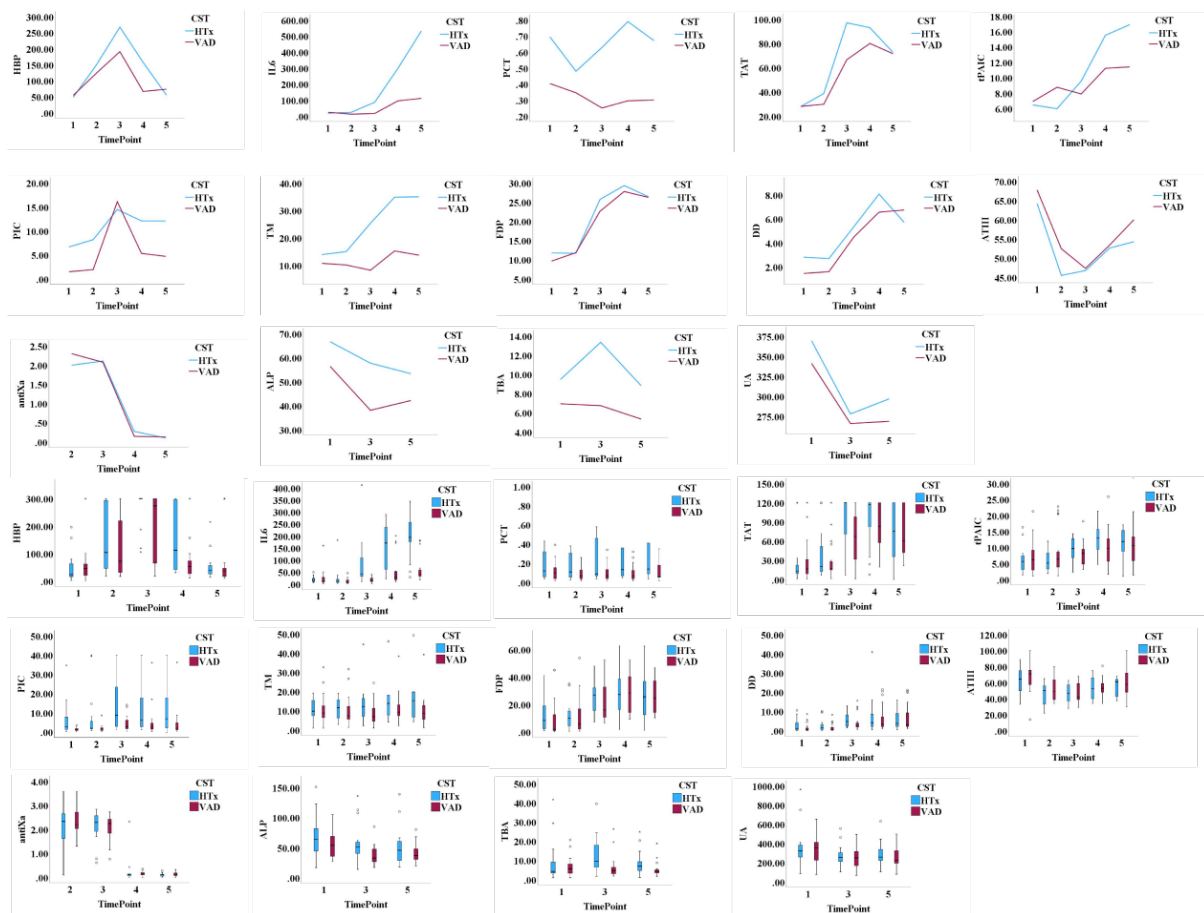 HBP
300.00
250.00
200.00
150.00
100.00
50.00
.00
1 2 3 4 5
TimePoint
CST
HTx
VAD
IL6
600.00
500.00
400.00
300.00
200.00
100.00
.00
1 2 3 4 5
TimePoint
CST
HTx
VAD
PCT
.80
.70
.60
.50
.40
.30
.20
1 2 3 4 5
TimePoint
CST
HTx
VAD
TAT
100.00
80.00
60.00
40.00
20.00
1 2 3 4 5
TimePoint
CST
HTx
VAD
tPAIC
18.00
16.00
14.00
12.00
10.00
8.00
6.00
1 2 3 4 5
TimePoint
CST
HTx
VAD
PIC
20.00
15.00
10.00
5.00
.00
1 2 3 4 5
TimePoint
CST
HTx
VAD
TM
40.00
30.00
20.00
10.00
1 2 3 4 5
TimePoint
CST
HTx
VAD
FDP
30.00
25.00
20.00
15.00
10.00
5.00
1 2 3 4 5
TimePoint
CST
HTx
VAD
DD
8.00
6.00
4.00
2.00
1 2 3 4 5
TimePoint
CST
HTx
VAD
ATHI
70.00
65.00
60.00
55.00
50.00
45.00
1 2 3 4 5
TimePoint
CST
HTx
VAD
antiXa
2.50
2.00
1.50
1.00
.50
.00
2 3 4 5
TimePoint
CST
HTx
VAD
ALP
70.00
60.00
50.00
40.00
30.00
1 3 5
TimePoint
CST
HTx
VAD
TBA
14.00
12.00
10.00
8.00
6.00
4.00
1 3 5
TimePoint
CST
HTx
VAD
UA
375.00
350.00
325.00
300.00
275.00
1 3 5
TimePoint
CST
HTx
VAD
HBP
300.00
200.00
100.00
.00
1 2 3 4 5
TimePoint
CST
HTx
VAD
IL6
400.00
350.00
300.00
250.00
200.00
150.00
100.00
50.00
.00
1 2 3 4 5
TimePoint
CST
HTx
VAD
PCT
1.00
.80
.60
.40
.20
.00
1 2 3 4 5
TimePoint
CST
HTx
VAD
TAT
150.00
120.00
90.00
60.00
30.00
.00
1 2 3 4 5
TimePoint
CST
HTx
VAD
tPAIC
30.00
25.00
20.00
15.00
10.00
5.00
.00
1 2 3 4 5
TimePoint
CST
HTx
VAD
PIC
50.00
40.00
30.00
20.00
10.00
.00
1 2 3 4 5
TimePoint
CST
HTx
VAD
TM
50.00
40.00
30.00
20.00
10.00
.00
1 2 3 4 5
TimePoint
CST
HTx
VAD
FDP
60.00
40.00
20.00
.00
1 2 3 4 5
TimePoint
CST
HTx
VAD
DD
50.00
40.00
30.00
20.00
10.00
.00
1 2 3 4 5
TimePoint
CST
HTx
VAD
ATHI
120.00
100.00
80.00
60.00
40.00
20.00
.00
1 2 3 4 5
TimePoint
CST
HTx
VAD
antiXa
4.00
3.00
2.00
1.00
.00
2 3 4 5
TimePoint
CST
HTx
VAD
ALP
150.00
100.00
50.00
.00
1 3 5
TimePoint
CST
HTx
VAD
TBA
50.00
40.00
30.00
20.00
10.00
.00
1 3 5
TimePoint
CST
HTx
VAD
UA
1000.00
800.00
600.00
400.00
200.00
.00
1 3 5
TimePoint
CST
HTx
VAD